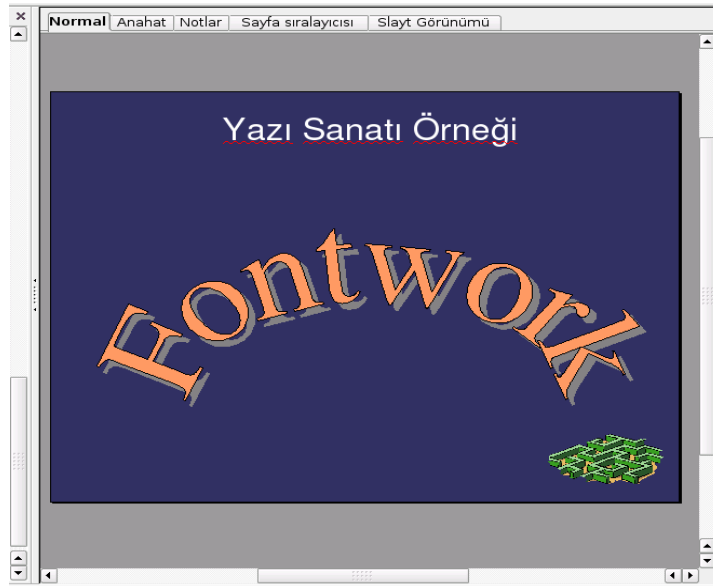 Normal Anahat Notlar Sayfa sıralayıcısı Slayt Görünümü
Yazı Sanatı Örneği
Fontwork